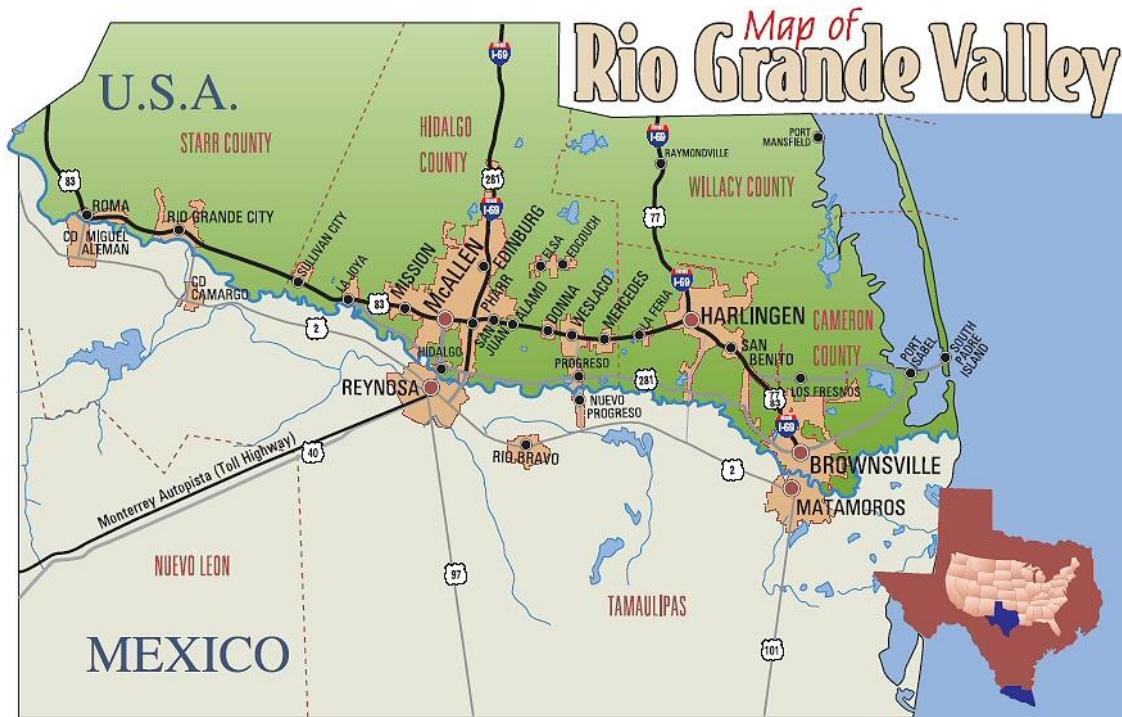 Map of
Rio Grande Valley
U.S.A.
STARR COUNTY
HIDALGO
COUNTY
I-69
I-69
RAYMONDVILLE
PORT
MANSFIELD
WILLACY COUNTY
83
281
I-69
77
ROMA
RIO GRANDE CITY
CD MIGUEL
ALEMAN
CD
CAMARGO
SULLIVAN CITY
LA JOYA
83
MISSION
McALLEN
EDINBURG
PHARR
SAN
JUAN
ALAMO
ELSA
EDCOUCH
DONNA
WESLACO
MERCEDES
LA FERIA
I-69
HARLINGEN
CAMERON
COUNTY
SAN
BENITO
PORT
ISABEL
SOUTH
PADRE
ISLAND
2
HIDALGO
PROGRESO
281
LOS FRESNOS
77
83
REYNOSA
NUEVO
PROGRESO
I-69
RIO BRAVO
BROWNSVILLE
2
MATAMOROS
Monterrey Autopista (Toll Highway)
40
NUEVO LEON
97
TAMAULIPAS
MEXICO
101